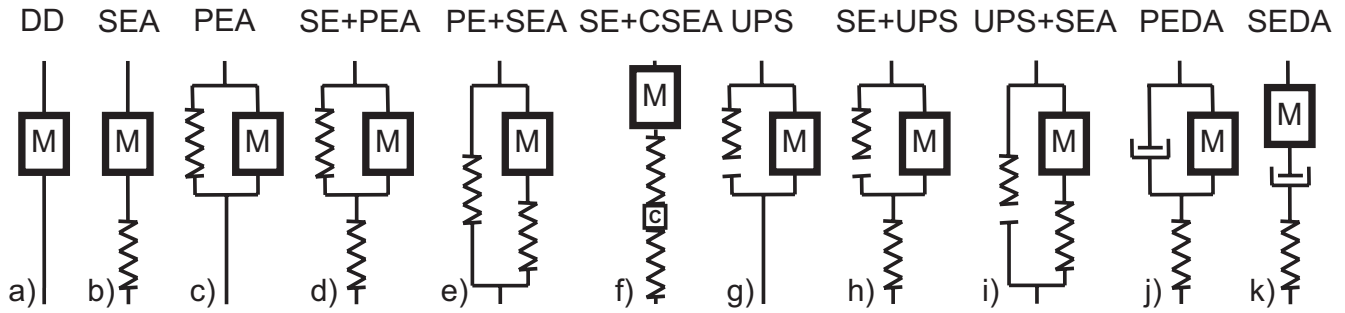 DD SEA PEA SE+PEA PE+SEA SE+CSEA UPS SE+UPS UPS+SEA PEDA SEDA
M M M M M M M M M M M
c
a) b) c) d) e) f) g) h) i) j) k)